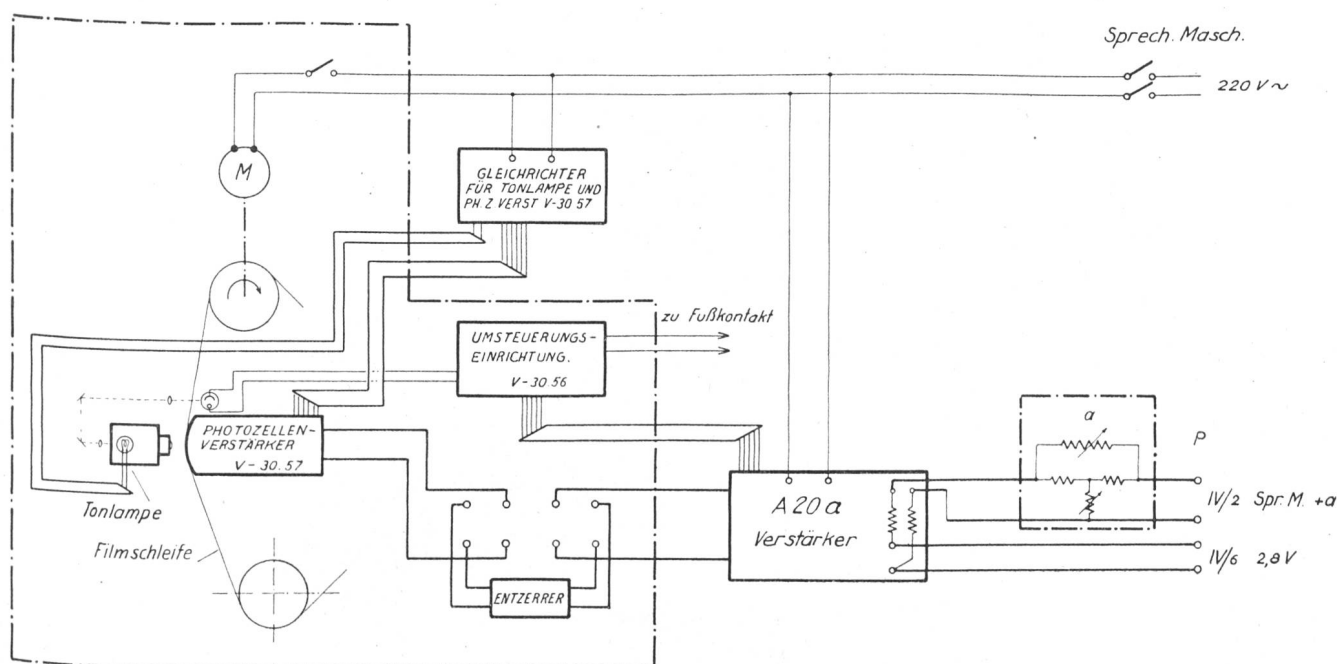 Sprech. Masch.
220 V ~
M
GLEICHRICHTER
FÜR TONLAMPE UND
PH. Z VERST V-30 57
zu Fußkontakt
UMSTEUERUNGS-
EINRICHTUNG.
V-30.56
PHOTOZELLEN-
VERSTÄRKER
V-30.57
Tonlampe
Filmschleife
ENTZERRER
A 20 a
Verstärker
a
P
IV/2 Spr. M. +a
IV/6 2,8 V